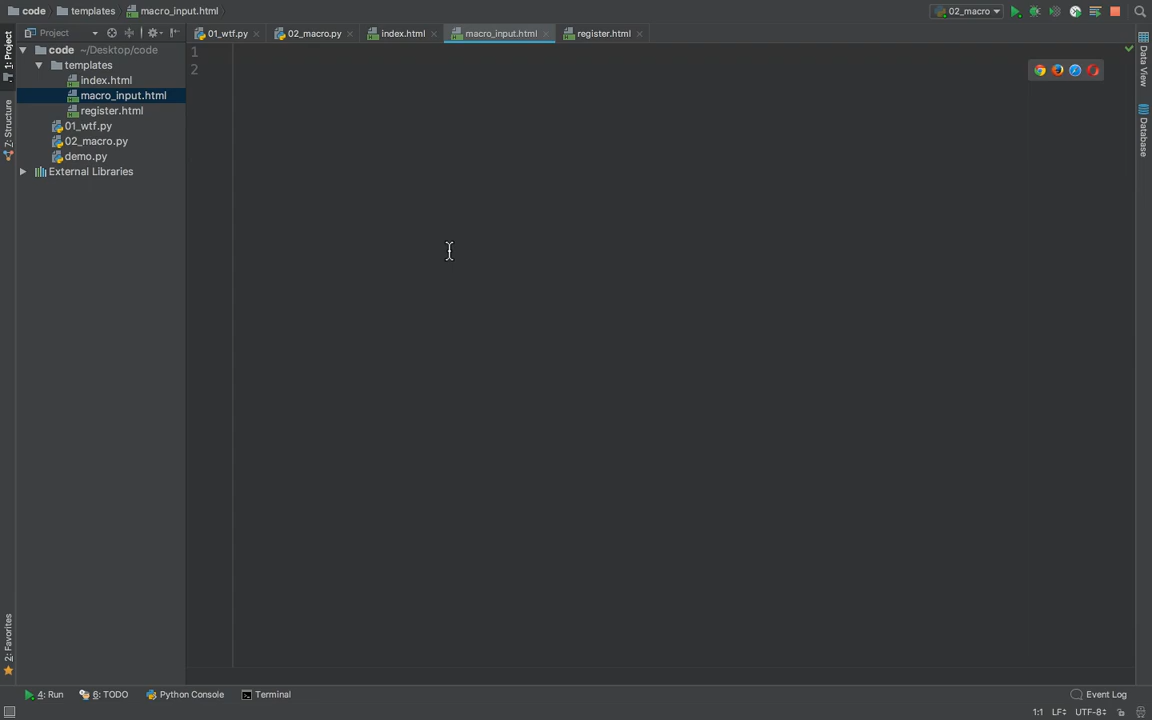 code templates macro_input.html 02_macro
1: Project Project 01_wtf.py 02_macro.py index.html macro_input.html register.html
code ~/Desktop/code 1
templates 2
index.html
macro_input.html
register.html
01_wtf.py
02_macro.py
demo.py
External Libraries
Z: Structure
2: Favorites
Data View
Database
4: Run 6: TODO Python Console Terminal Event Log
1:1 LF UTF-8